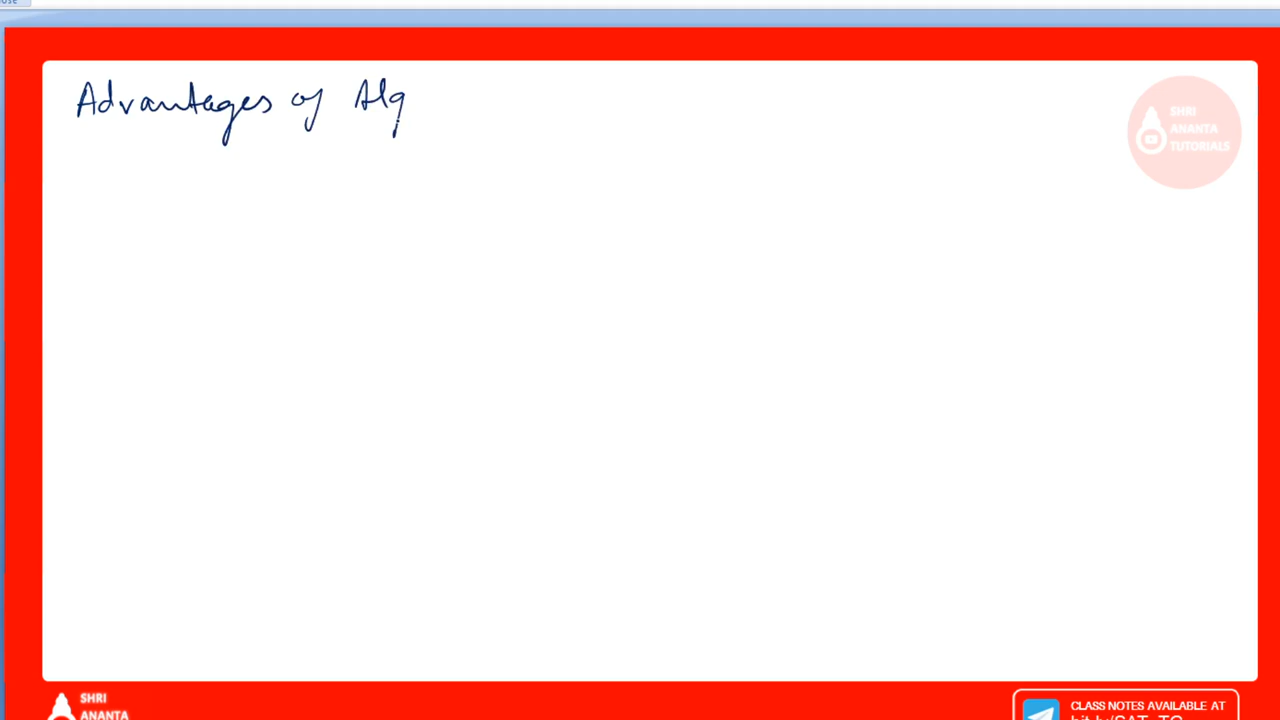 Advantages of Alg
SHRI
ANANTA
TUTORIALS
SHRI
ANANTA
CLASS NOTES AVAILABLE AT